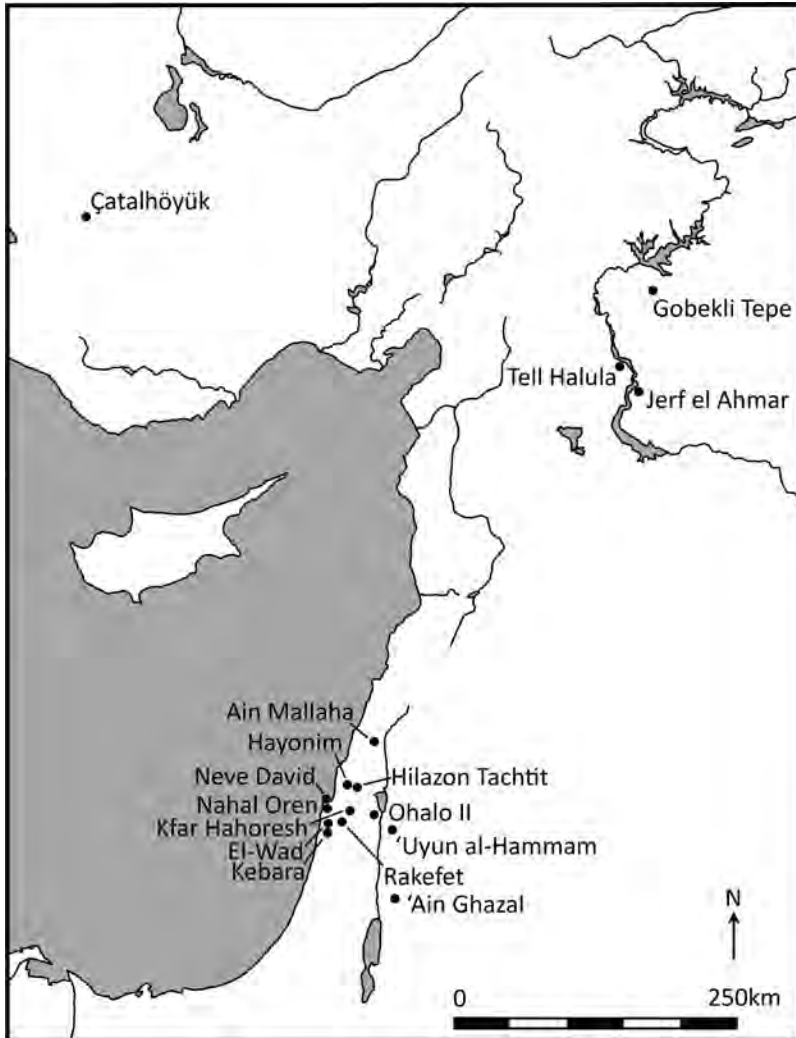 Çatalhöyük
Gobekli Tepe
Tell Halula
Jerf el Ahmar
Ain Mallaha
Hayonim
Neve David
Hilazon Tachtit
Nahal Oren
Ohalo II
Kfar Hahoresh
El-Wad
‘Uyun al-Hammam
Kebara
Rakefet
‘Ain Ghazal
N
0 250km